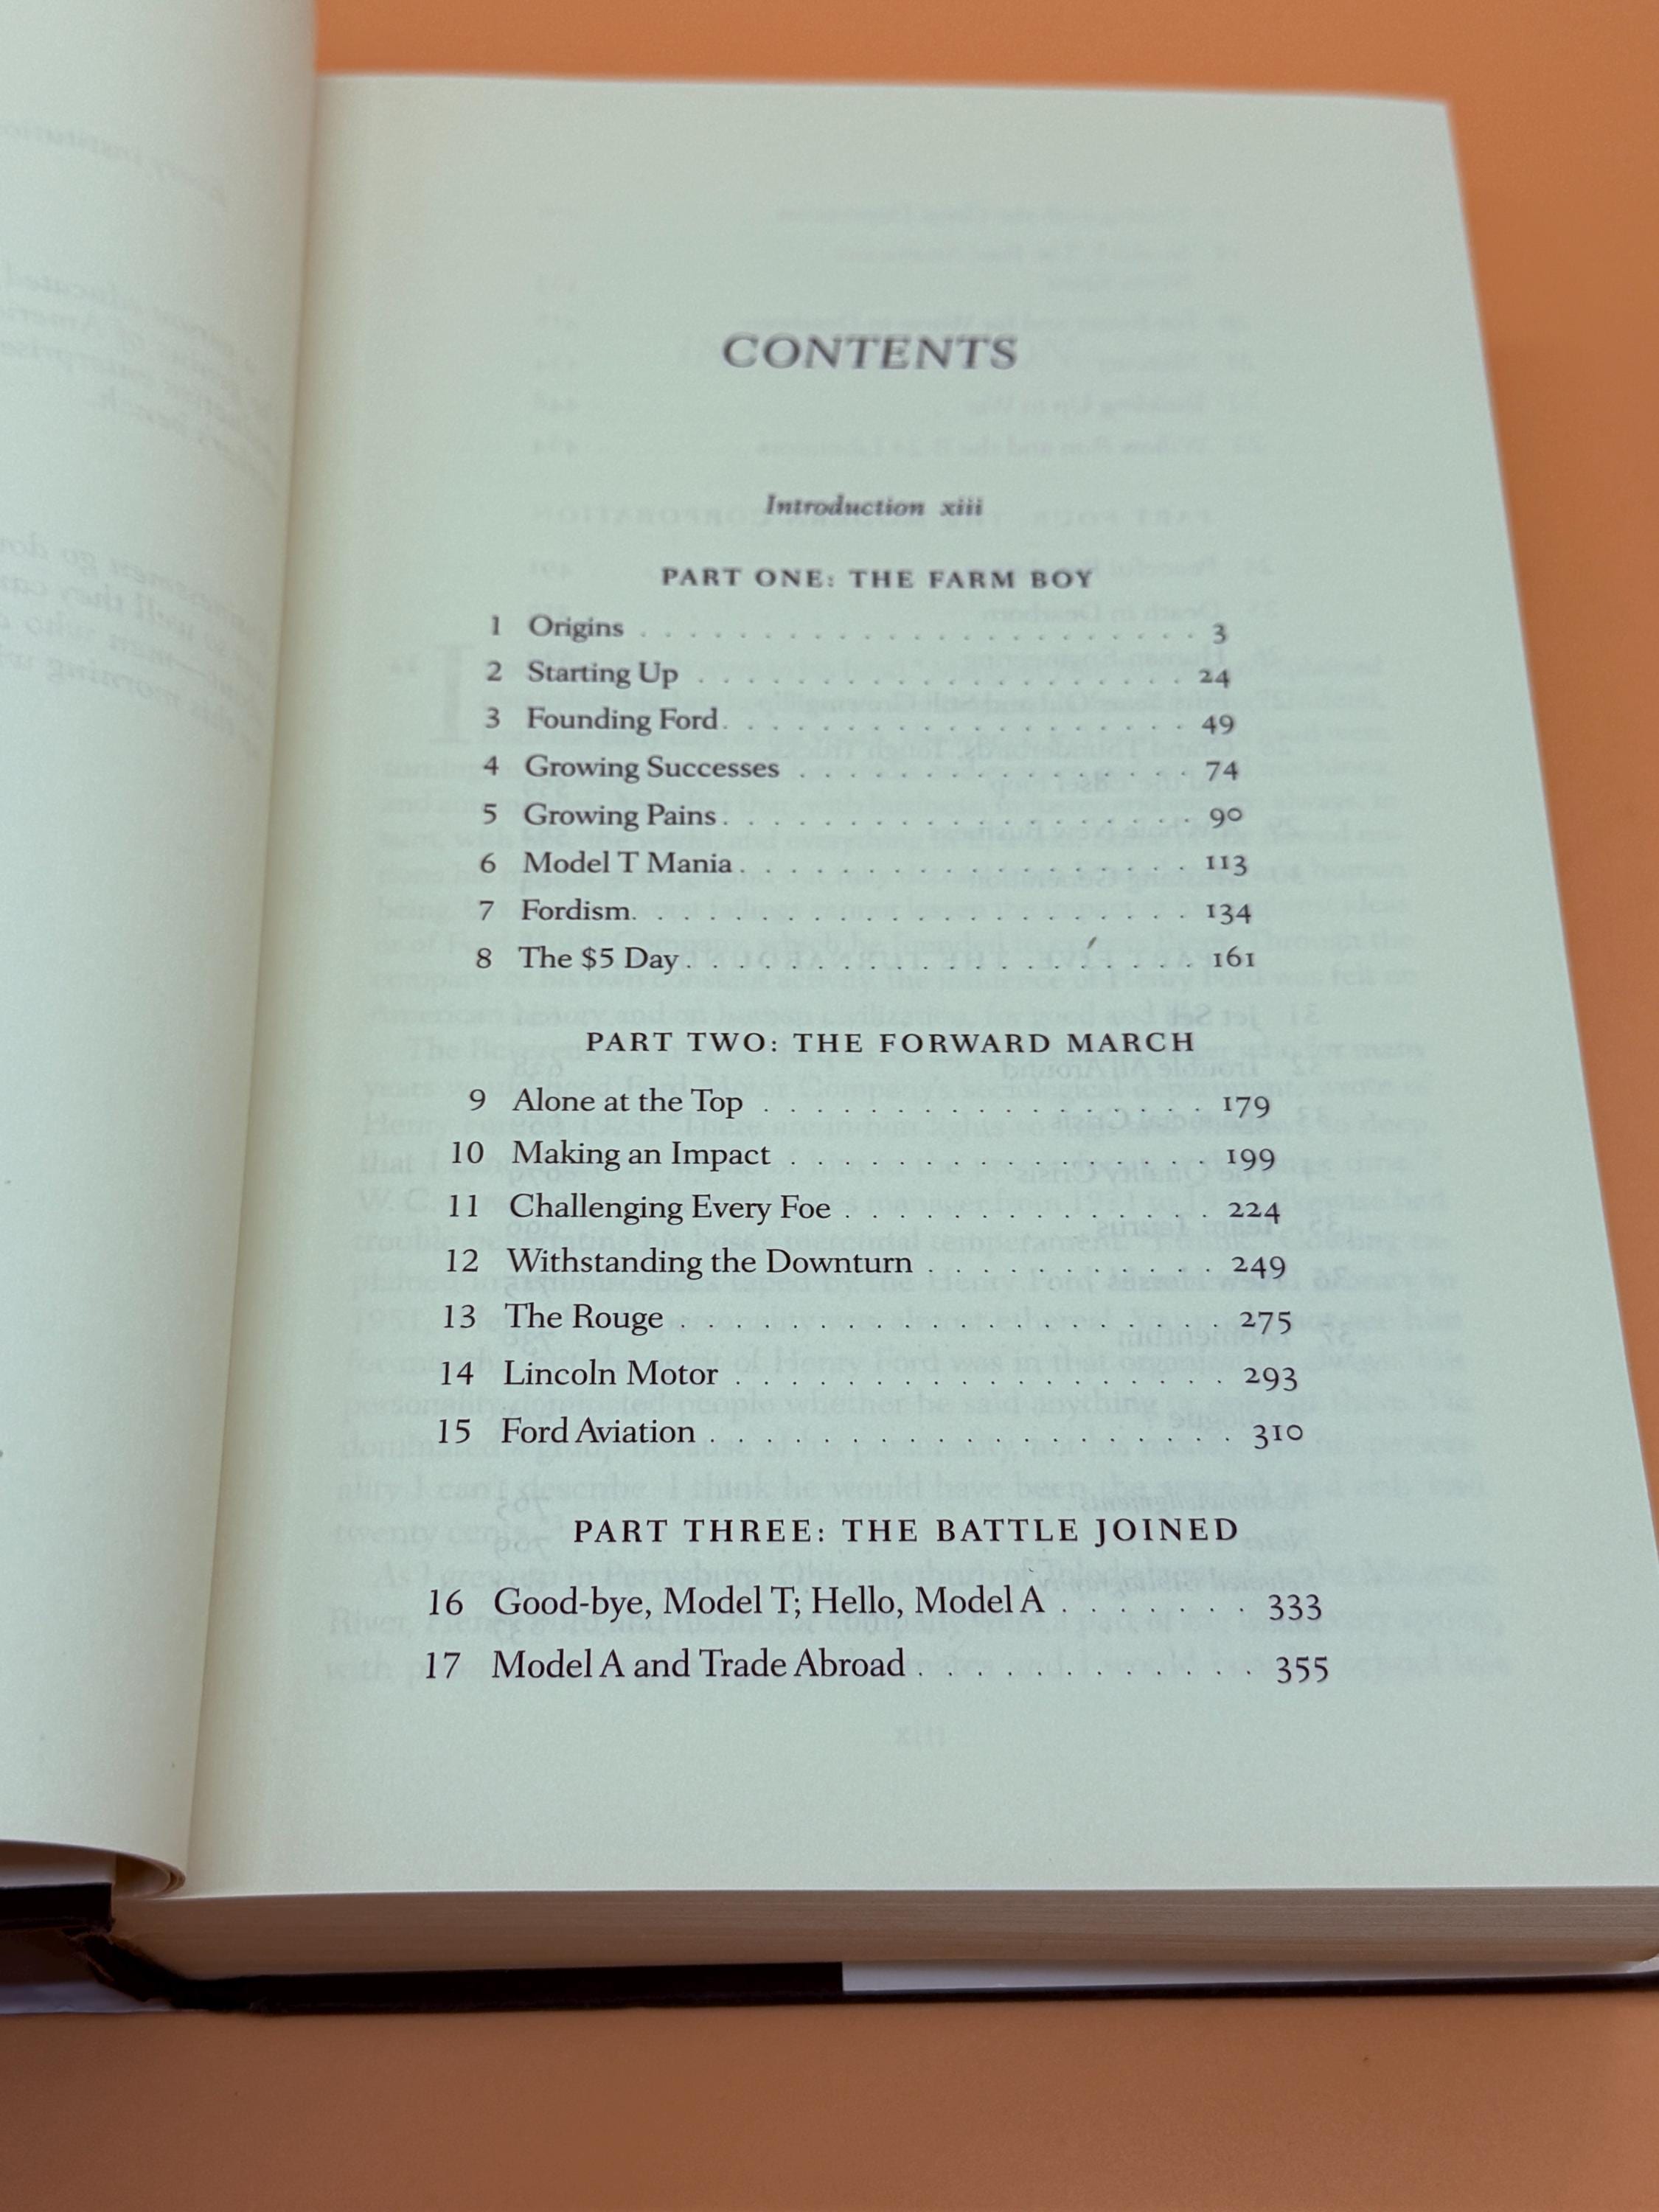 CONTENTS
Introduction xiii
PART ONE: THE FARM BOY
1 Origins . . . . . . . . . . . . . . . . . . . . . . . 3
2 Starting Up . . . . . . . . . . . . . . . . . . . . 24
3 Founding Ford . . . . . . . . . . . . . . . . . . . 49
4 Growing Successes . . . . . . . . . . . . . . . . 74
5 Growing Pains . . . . . . . . . . . . . . . . . . . 90
6 Model T Mania . . . . . . . . . . . . . . . . . . 113
7 Fordism . . . . . . . . . . . . . . . . . . . . . . 134
8 The $5 Day . . . . . . . . . . . . . . . . . . . . 161
PART TWO: THE FORWARD MARCH
9 Alone at the Top . . . . . . . . . . . . . . . . . 179
10 Making an Impact . . . . . . . . . . . . . . . . 199
11 Challenging Every Foe . . . . . . . . . . . . . . 224
12 Withstanding the Downturn . . . . . . . . . . . 249
13 The Rouge . . . . . . . . . . . . . . . . . . . . 275
14 Lincoln Motor . . . . . . . . . . . . . . . . . . 293
15 Ford Aviation . . . . . . . . . . . . . . . . . . . 310
PART THREE: THE BATTLE JOINED
16 Good-bye, Model T; Hello, Model A . . . . . . . 333
17 Model A and Trade Abroad . . . . . . . . . . . . 355